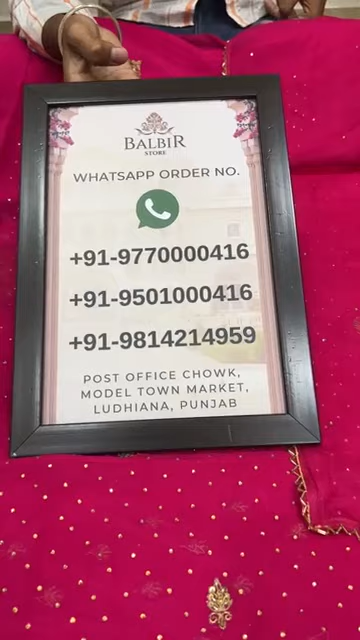 BALBIR
STORE
WHATSAPP ORDER NO.
+91-9770000416
+91-9501000416
+91-9814214959
POST OFFICE CHOWK,
MODEL TOWN MARKET,
LUDHIANA, PUNJAB